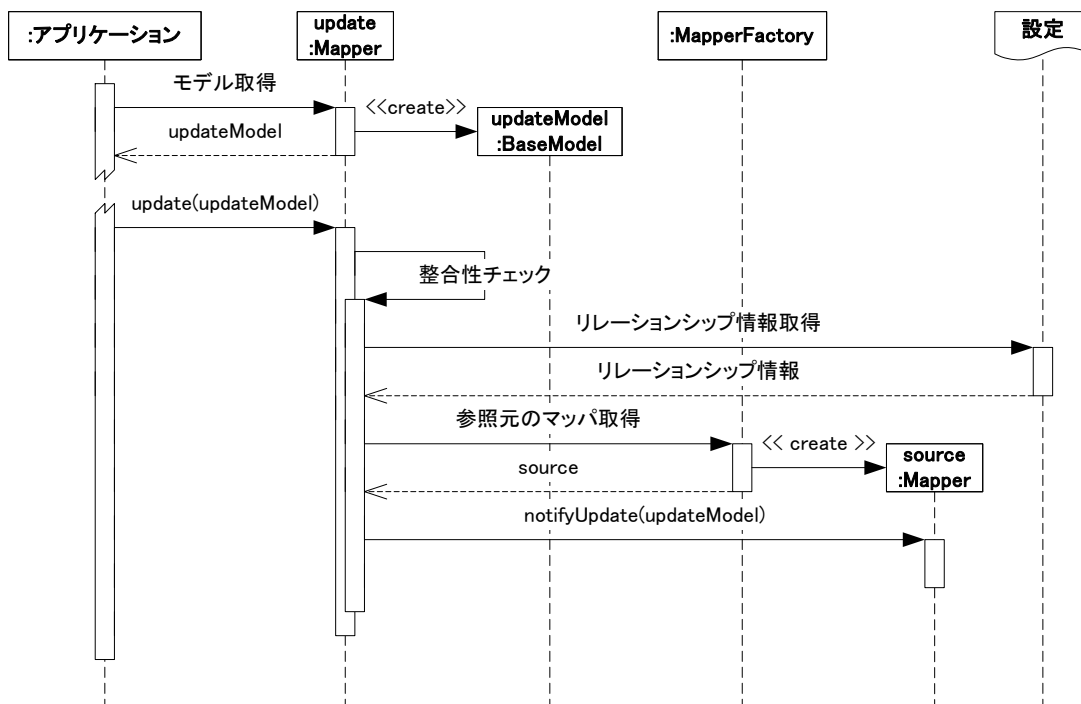 :アプリケーション
update
:Mapper
:MapperFactory
設定
モデル取得
<<create>>
updateModel
:BaseModel
updateModel
update(updateModel)
整合性チェック
リレーションシップ情報取得
リレーションシップ情報
参照元のマッパ取得
<< create >>
source
:Mapper
source
notifyUpdate(updateModel)